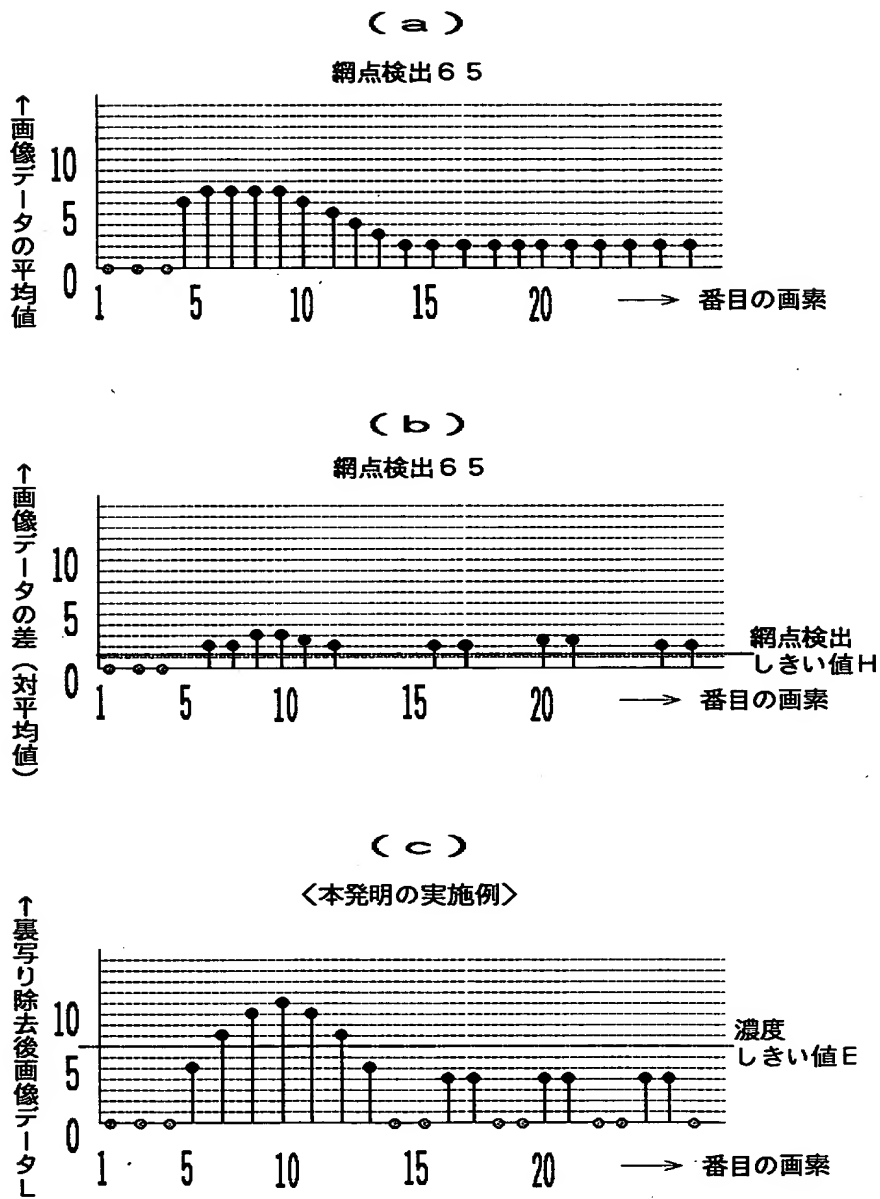 (a)
網点検出65
↑画像データの平均値
10
5
0
1 5 10 15 20 → 番目の画素
(b)
網点検出65
↑画像データの差(対平均値)
10
5
0
網点検出
しきい値H
1 5 10 15 20 → 番目の画素
(c)
<本発明の実施例>
↑裏写り除去後画像データL
10
5
0
濃度
しきい値E
1 5 10 15 20 → 番目の画素